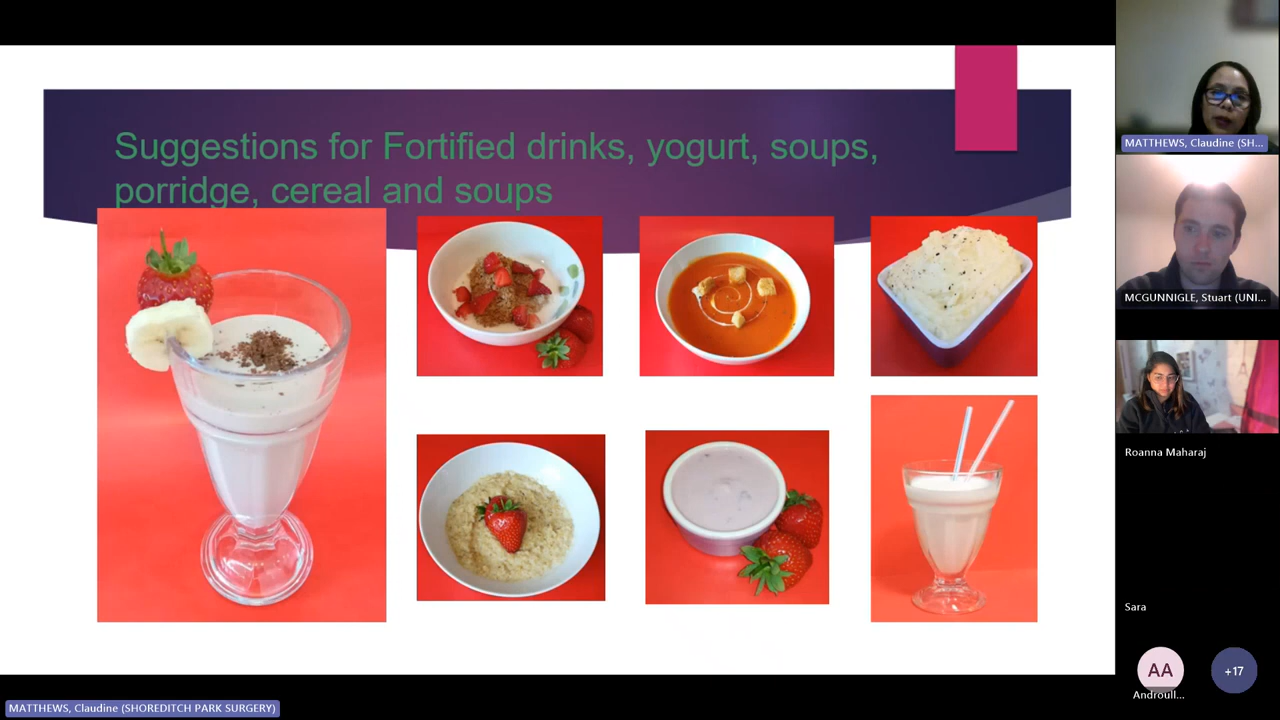 Suggestions for Fortified drinks, yogurt, soups,
porridge, cereal and soups
MATTHEWS, Claudine (SH...
MCGUNNIGLE, Stuart (UNI...
Roanna Maharaj
Sara
AA
+17
Androull...
MATTHEWS, Claudine (SHOREDITCH PARK SURGERY)